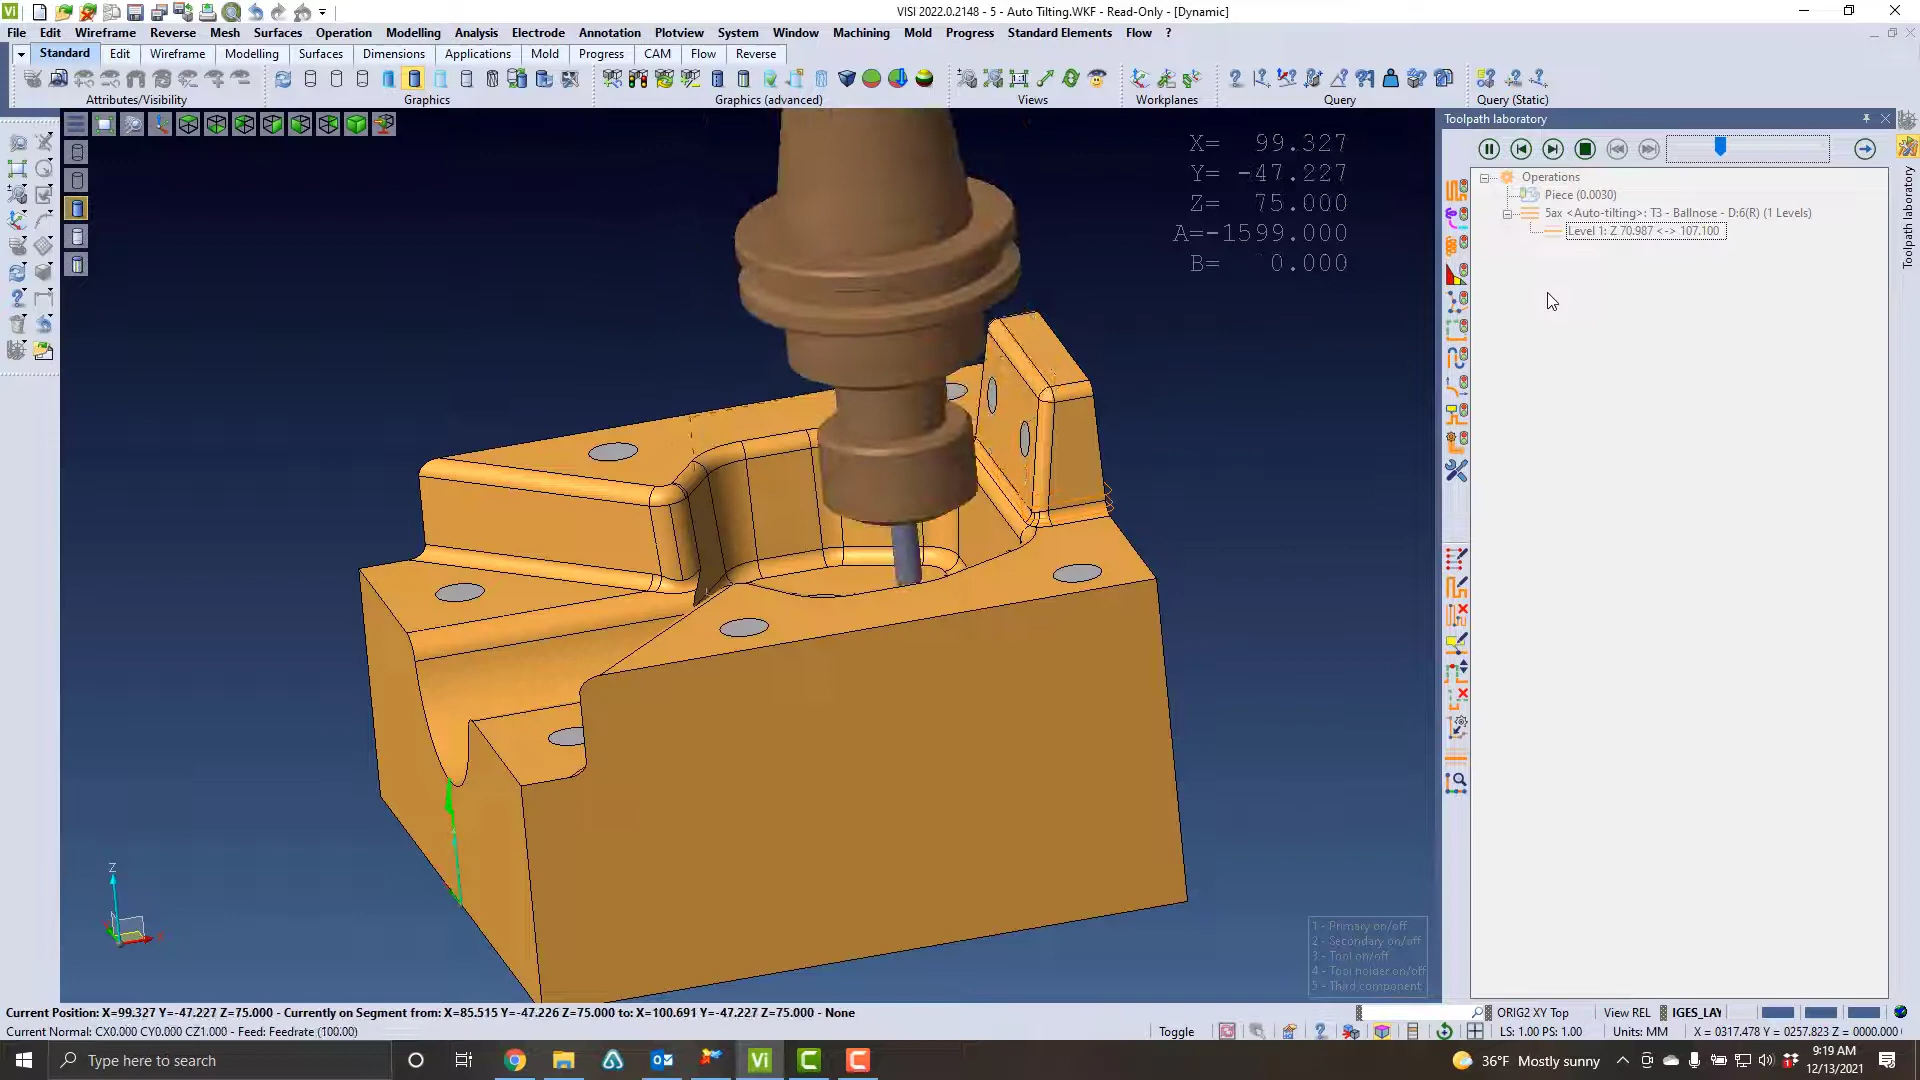 VISI 2022.0.2148 - 5 - Auto Tilting.WKF - Read-Only - [Dynamic]
File Edit Wireframe Reverse Mesh Surfaces Operation Modelling Analysis Electrode Annotation Plotview System Window Machining Mold Progress Standard Elements Flow ?
Standard Edit Wireframe Modelling Surfaces Dimensions Applications Mold Progress CAM Flow Reverse
Attributes/Visibility Graphics Graphics (advanced) Views Workplanes Query Query (Static)
Toolpath laboratory
X= 99.327
Y= -47.227
Z= 75.000
A=-1599.000
B= 0.000
Operations
Piece (0.0030)
5ax <Auto-tilting>: T3 - Ballnose - D:6(R) (1 Levels)
Level 1: Z 70.987 <-> 107.100
Toolpath laboratory
Z
1 - Primary on/off
2 - Secondary on/off
3 - Tool on/off
4 - Tool holder on/off
5 - Third component
Current Position: X=99.327 Y=-47.227 Z=75.000 - Currently on Segment from: X=85.515 Y=-47.226 Z=75.000 to: X=100.691 Y=-47.227 Z=75.000 - None
ORIG2 XY Top View REL IGES_LAY
Current Normal: CX0.000 CY0.000 CZ1.000 - Feed: Feedrate (100.00)
Toggle LS: 1.00 PS: 1.00 Units: MM X = 0317.478 Y = 0257.823 Z = 0000.000
Type here to search
36°F Mostly sunny
9:19 AM
12/13/2021